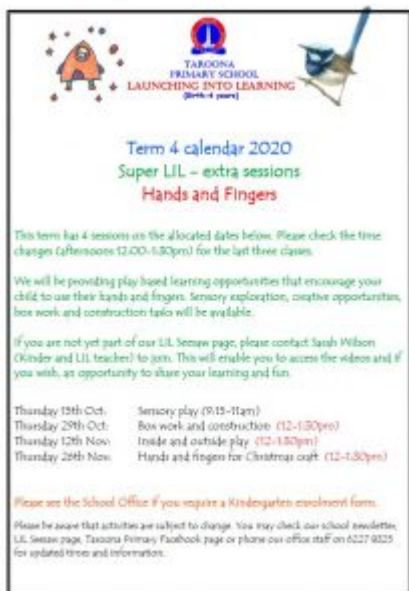 TAROONA
PRIMARY SCHOOL
LAUNCHING INTO LEARNING
(Birth-4 years)
Term 4 calendar 2020
Super LIL – extra sessions
Hands and Fingers
This term has 4 sessions on the allocated dates below. Please check the time
changes (afternoons 12:00-1:30pm) for the last three classes.
We will be providing play based learning opportunities that encourage your
child to use their hands and fingers. Sensory exploration, creative opportunities,
box work and construction tasks will be available.
If you are not yet part of our LIL Seesaw page, please contact Sarah Wilson
(Kinder and LIL teacher) to join. This will enable you to access the videos and if
you wish, an opportunity to share your learning and fun.
Thursday 15th Oct: Sensory play (9:15-11am)
Thursday 29th Oct: Box work and construction (12-1:30pm)
Thursday 12th Nov: Inside and outside play (12-1:30pm)
Thursday 26th Nov: Hands and fingers for Christmas craft (12-1:30pm)
Please see the School Office if you require a Kindergarten enrolment form.
Please be aware that activities are subject to change. You may check our school newsletter,
LIL Seesaw page, Taroona Primary Facebook page or phone our office staff on 6227 8325
for updated times and information.